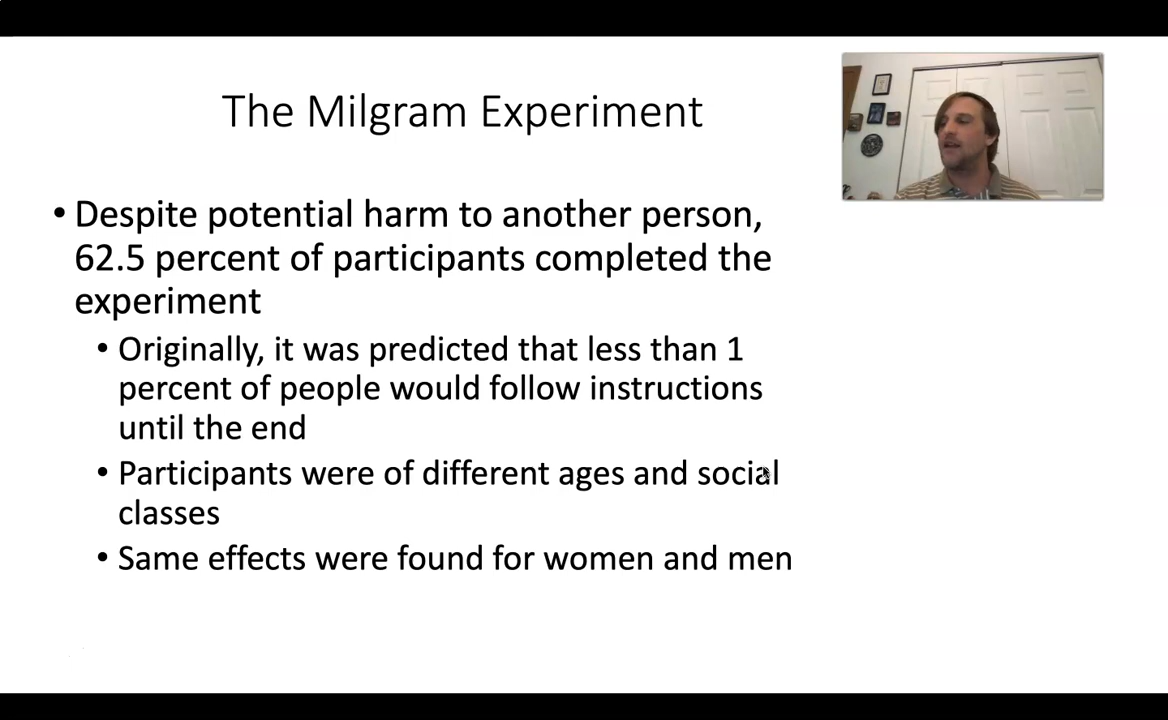 The Milgram Experiment
• Despite potential harm to another person,
62.5 percent of participants completed the
experiment
• Originally, it was predicted that less than 1
percent of people would follow instructions
until the end
• Participants were of different ages and social
classes
• Same effects were found for women and men